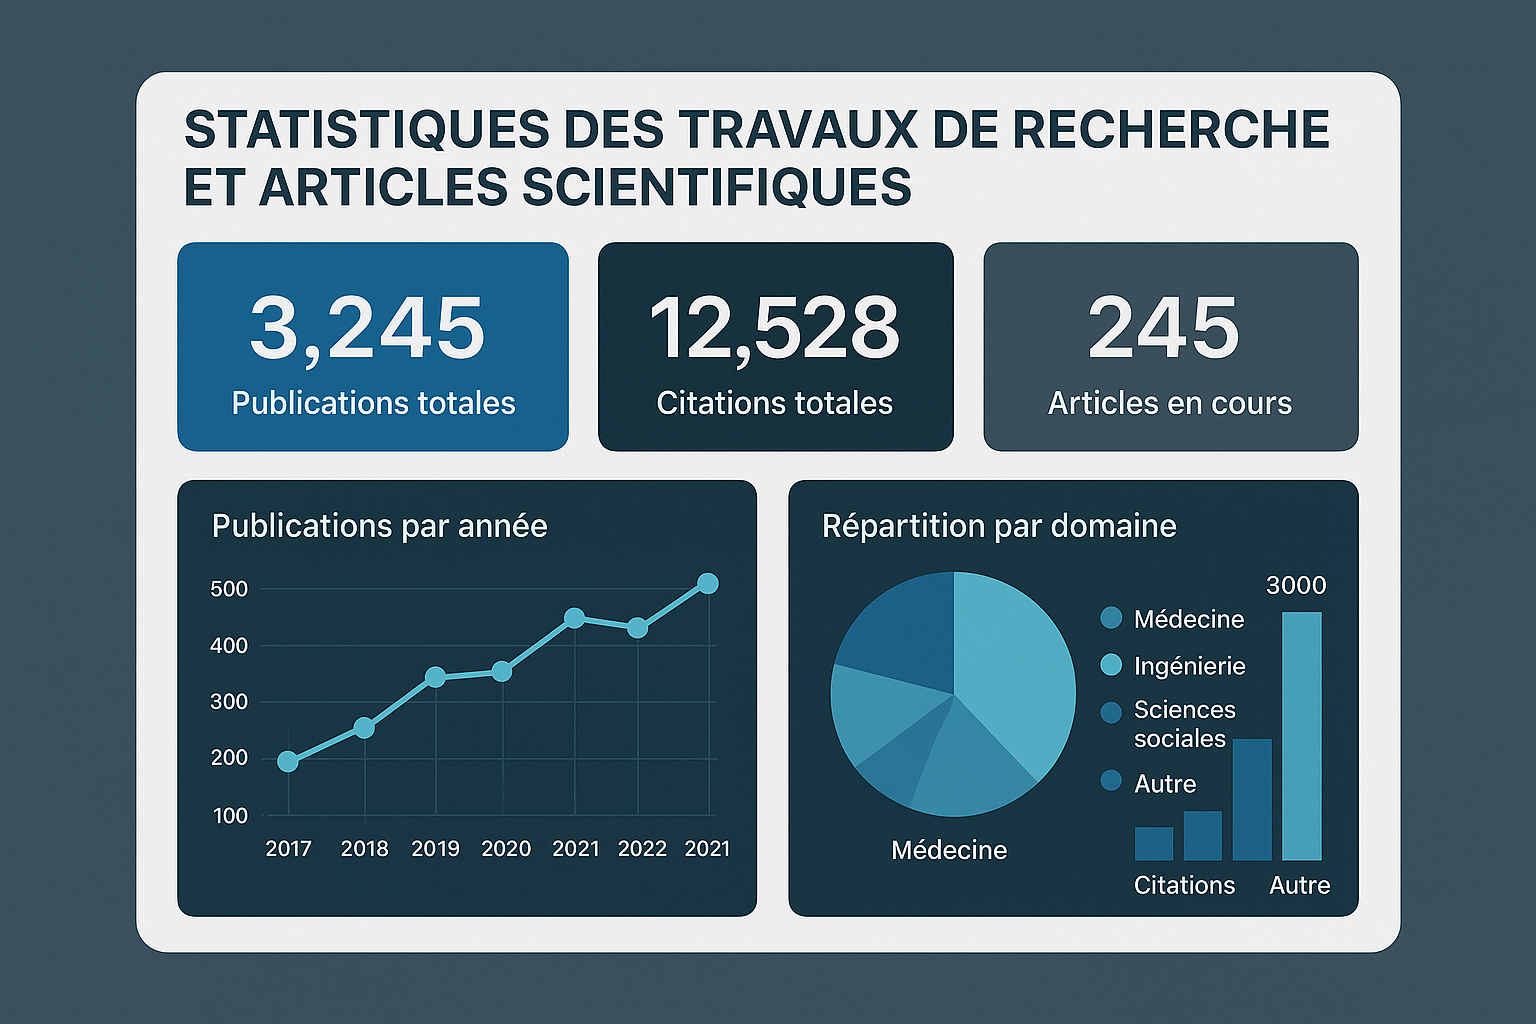 STATISTIQUES DES TRAVAUX DE RECHERCHE
ET ARTICLES SCIENTIFIQUES
3,245
Publications totales
12,528
Citations totales
245
Articles en cours
Publications par année
500
400
300
200
100
2017 2018 2019 2020 2021 2022 2021
Répartition par domaine
Médecine
Médecine
Ingénierie
Sciences
sociales
Autre
3000
Citations Autre